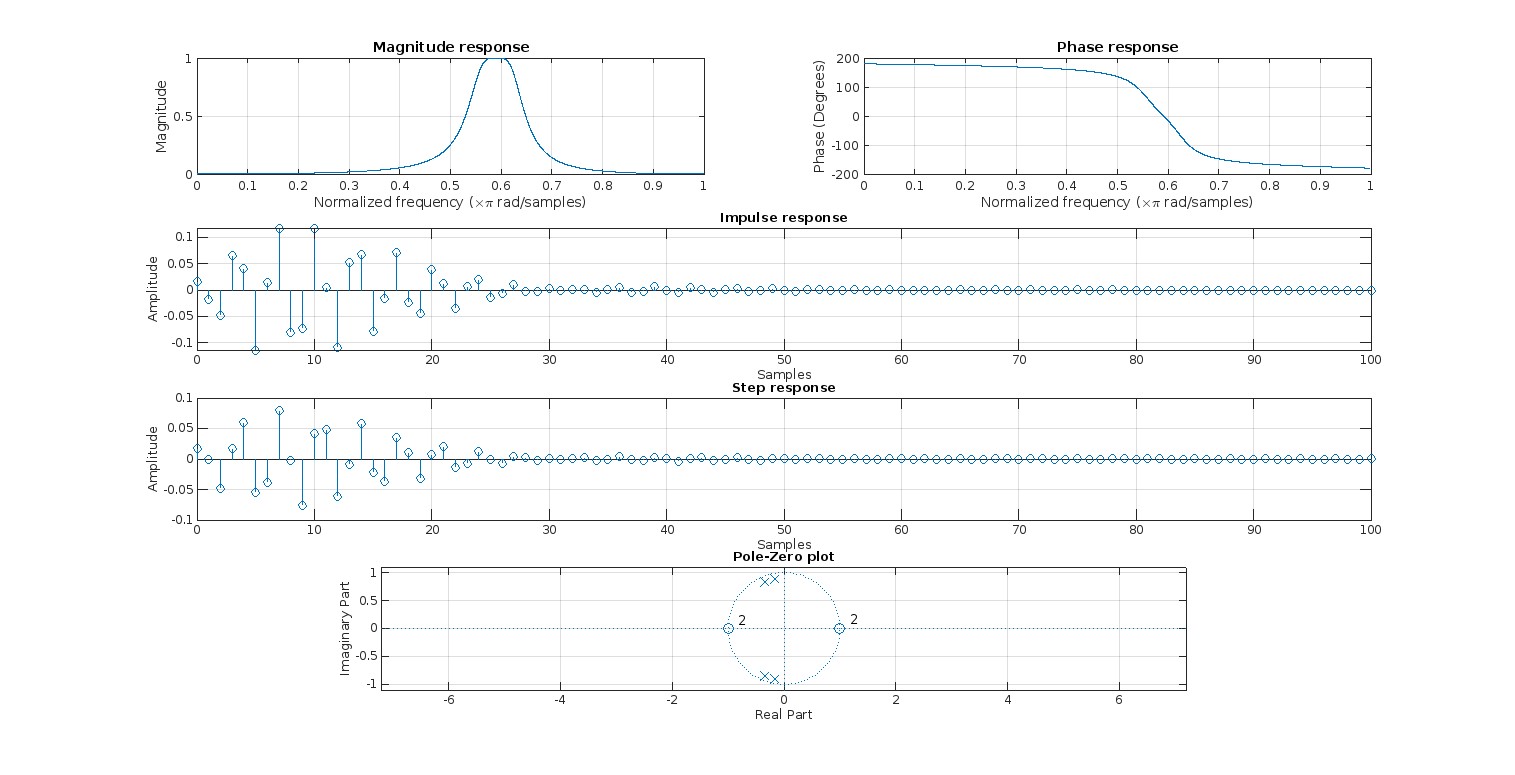 Magnitude response
Magnitude
1
0.5
0
0 0.1 0.2 0.3 0.4 0.5 0.6 0.7 0.8 0.9 1
Normalized frequency (×π rad/samples)
Phase response
Phase (Degrees)
200
100
0
-100
-200
0 0.1 0.2 0.3 0.4 0.5 0.6 0.7 0.8 0.9 1
Normalized frequency (×π rad/samples)
Impulse response
Amplitude
0.1
0.05
0
-0.05
-0.1
0 10 20 30 40 50 60 70 80 90 100
Samples
Step response
Amplitude
0.1
0.05
0
-0.05
-0.1
0 10 20 30 40 50 60 70 80 90 100
Samples
Pole-Zero plot
Imaginary Part
1
0.5
0
-0.5
-1
2 2
-6 -4 -2 0 2 4 6
Real Part